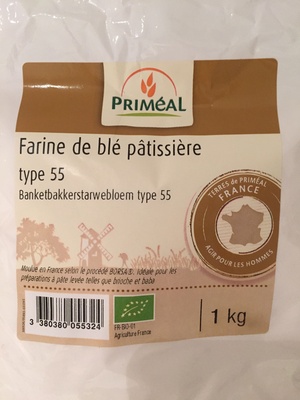 PRIMÉAL
Farine de blé pâtissière
type 55
Banketbakkerstarwebloem type 55
TERRES de PRIMÉAL
FRANCE
AGIR POUR LES HOMMES
Moulue en France selon le procédé BORSA®. Idéale pour les
préparations à pâte levée telles que brioche et baba
3 380380 055324
FR-BIO-01
Agriculture France
1 kg